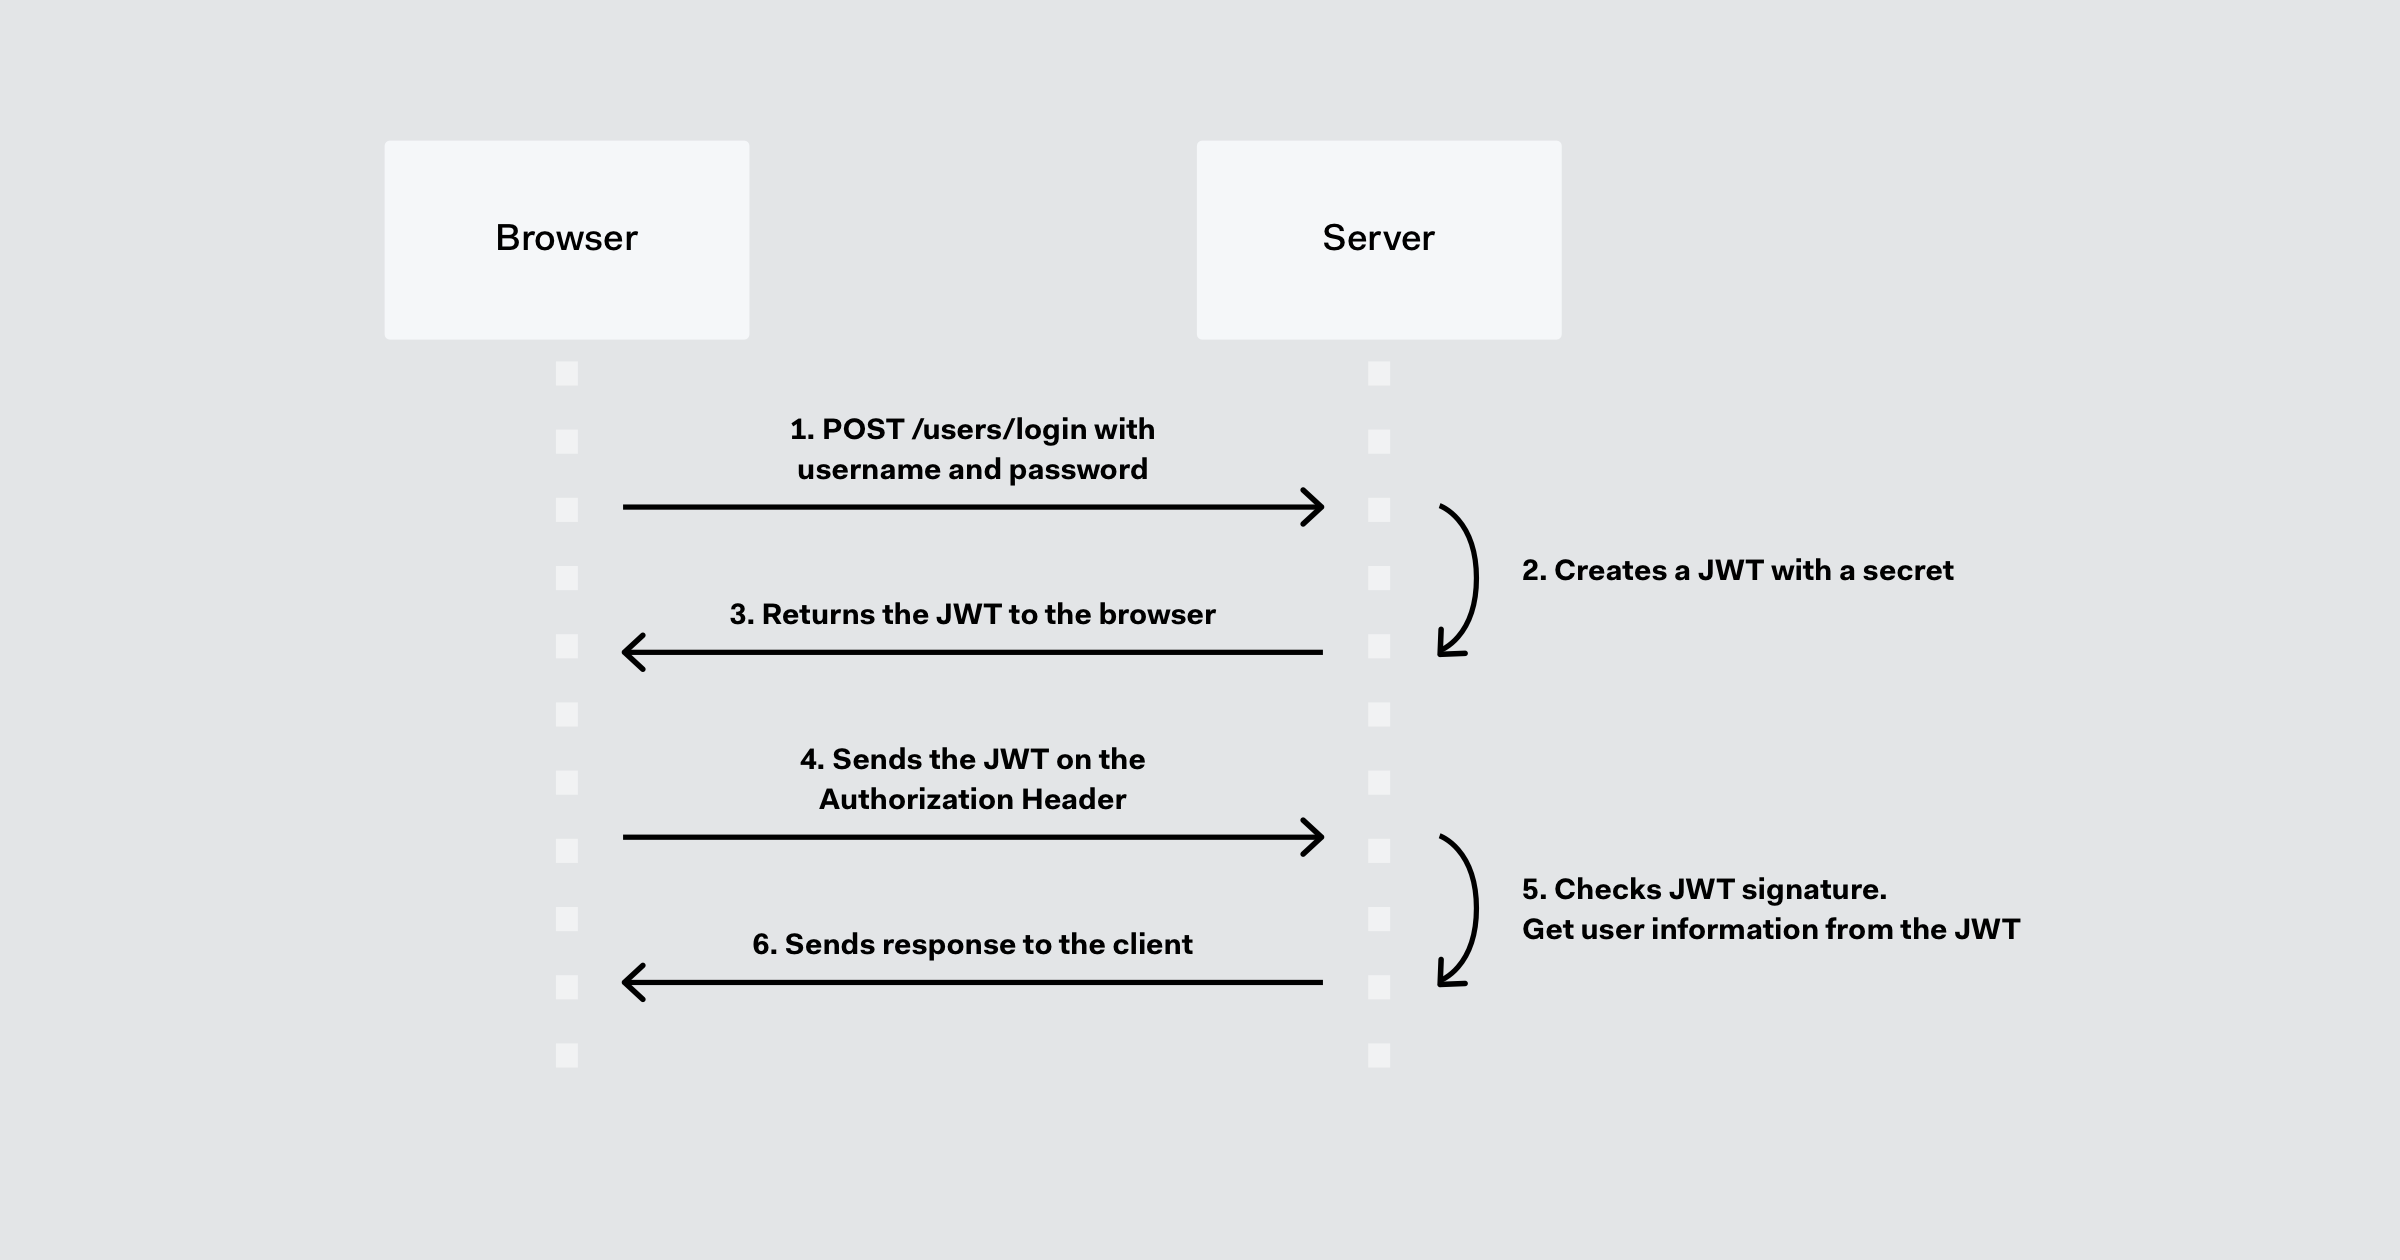 Browser
Server
1. POST /users/login with
username and password
2. Creates a JWT with a secret
3. Returns the JWT to the browser
4. Sends the JWT on the
Authorization Header
5. Checks JWT signature.
Get user information from the JWT
6. Sends response to the client